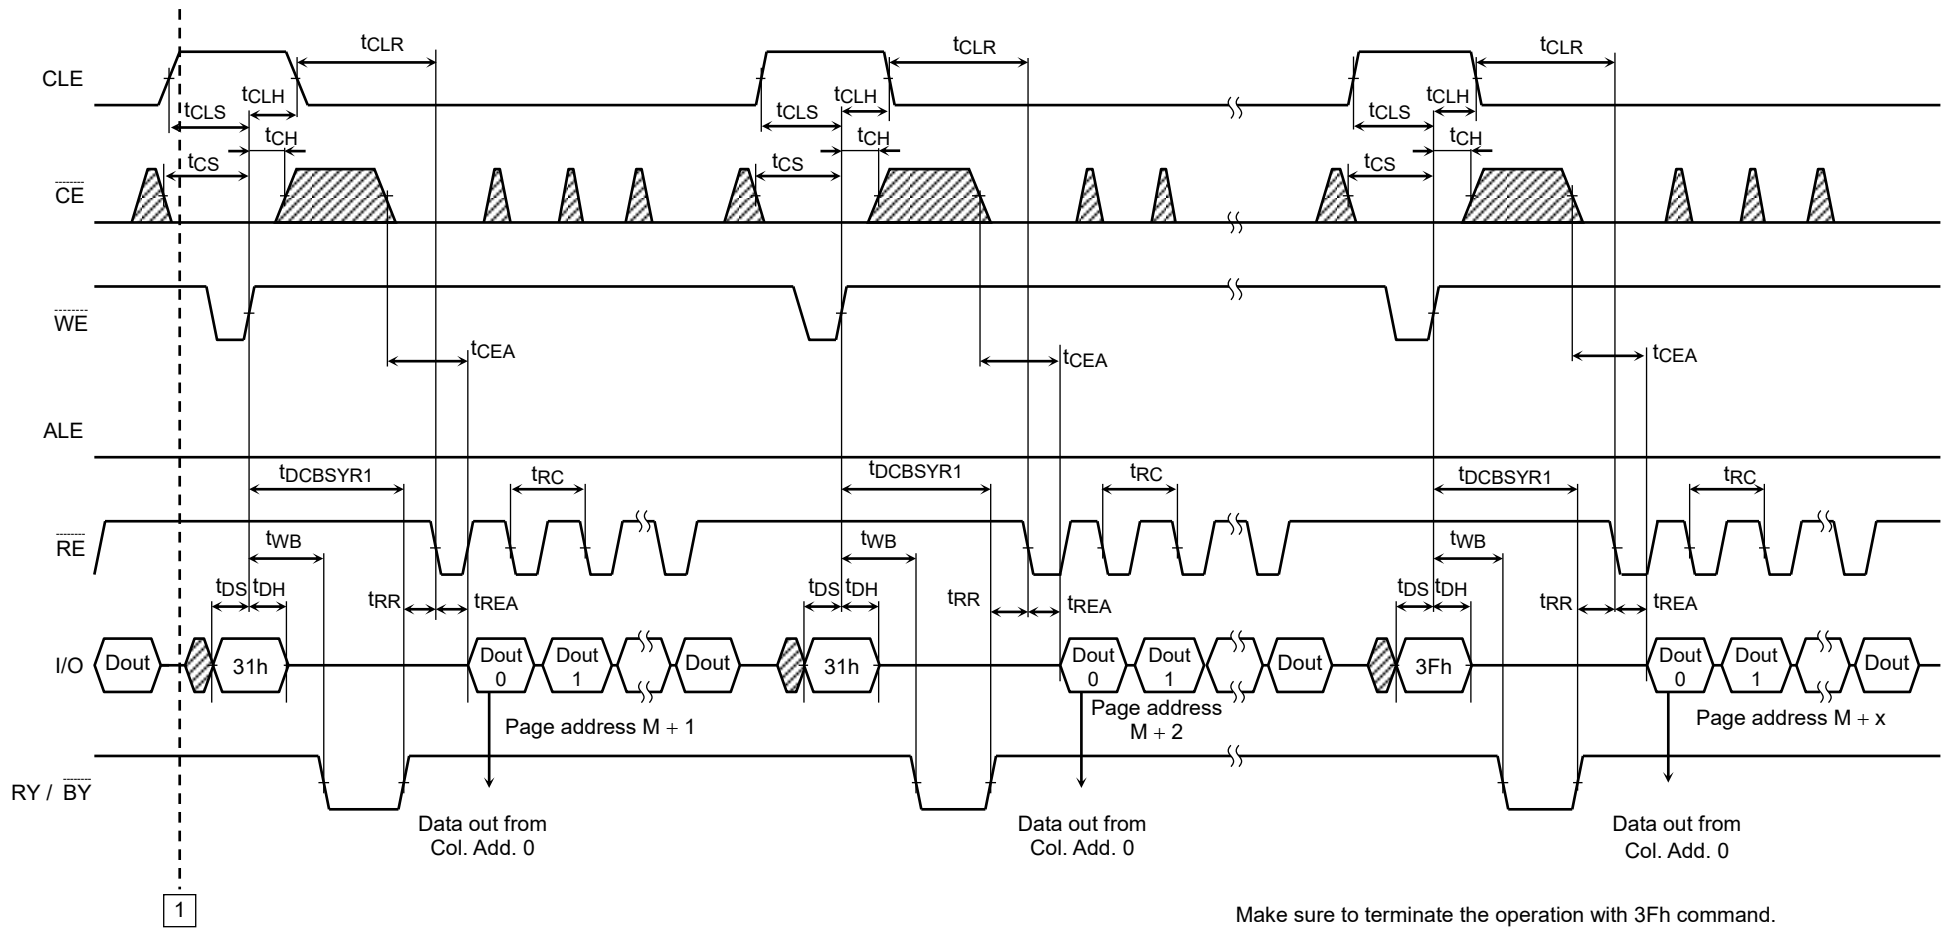 tCLR tCLR tCLR
CLE
tCLH tCLH tCLH
tCLS tCLS tCLS
tCH tCH tCH
tCS tCS tCS
CE
WE
tCEA tCEA tCEA
ALE
tDCBSYR1 tRC tDCBSYR1 tRC tDCBSYR1 tRC
RE
tWB tWB tWB
tDS tDH tDS tDH tDS tDH
tRR tREA tRR tREA tRR tREA
I/O Dout 31h Dout 0 Dout 1 Dout 31h Dout 0 Dout 1 Dout 3Fh Dout 0 Dout 1 Dout
Page address M + 1
Page address
M + 2
Page address M + x
RY / BY
Data out from
Col. Add. 0
Data out from
Col. Add. 0
Data out from
Col. Add. 0
1
Make sure to terminate the operation with 3Fh command.